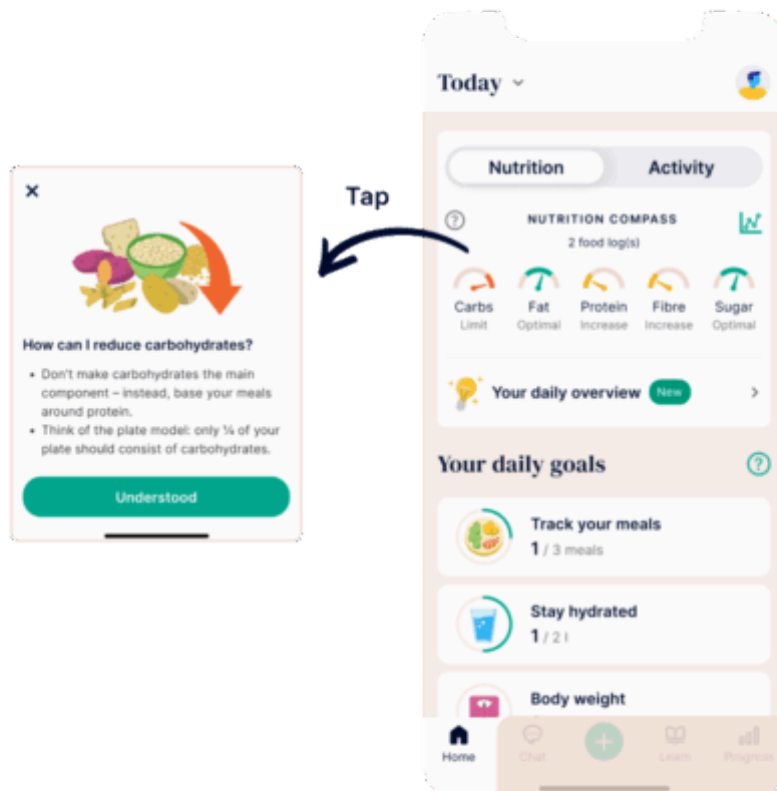 Today
Nutrition
Activity
Tap
NUTRITION COMPASS
2 food log(s)
Carbs
Fat
Protein
Fibre
Sugar
Limit
Optimal
Increase
Increase
Optimal
How can I reduce carbohydrates?
• Don't make carbohydrates the main
component – instead, base your meals
around protein.
• Think of the plate model: only ¼ of your
plate should consist of carbohydrates.
Understood
Your daily overview
New
Your daily goals
Track your meals
1 / 3 meals
Stay hydrated
1 / 2 l
Body weight
Home
Chat
Learn
Progress